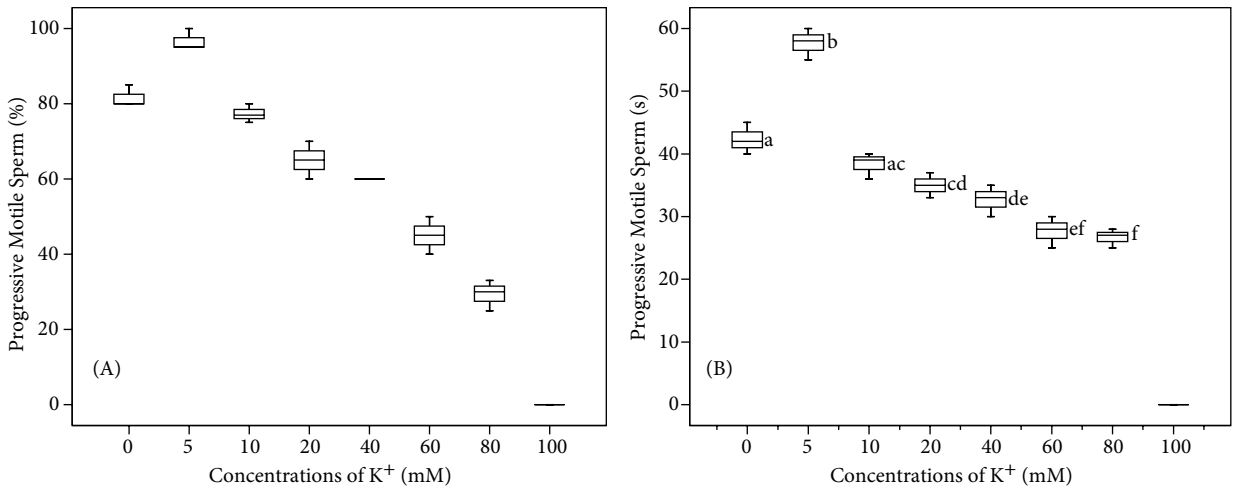 Progressive Motile Sperm (%)
100
80
60
40
20
0
(A)
0 5 10 20 40 60 80 100
Concentrations of K⁺ (mM)
Progressive Motile Sperm (s)
60
50
40
30
20
10
0
a
b
ac
cd
de
ef
f
(B)
0 5 10 20 40 60 80 100
Concentrations of K⁺ (mM)